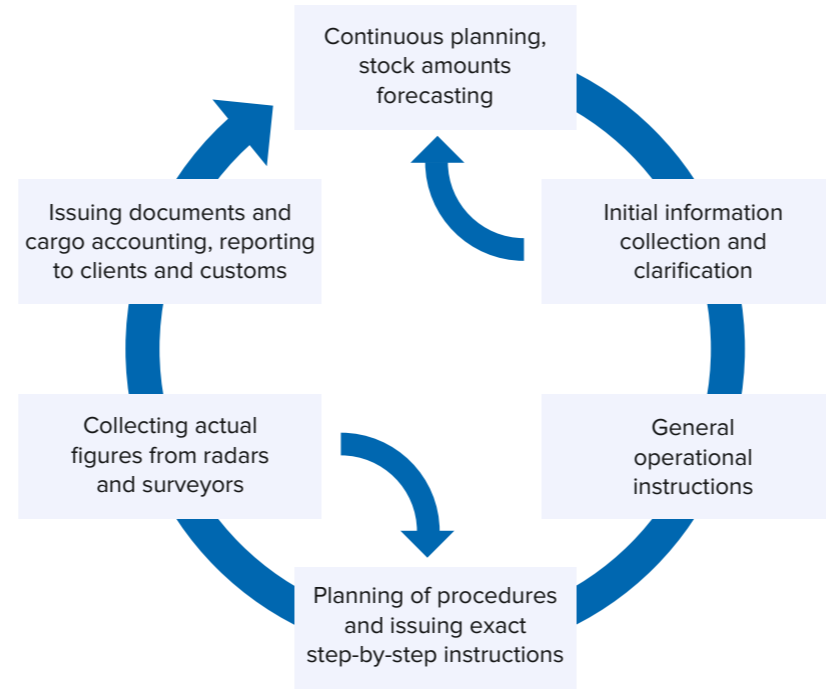 Continuous planning,
stock amounts
forecasting
Initial information
collection and
clarification
General
operational
instructions
Planning of procedures
and issuing exact
step-by-step instructions
Collecting actual
figures from radars
and surveyors
Issuing documents and
cargo accounting, reporting
to clients and customs